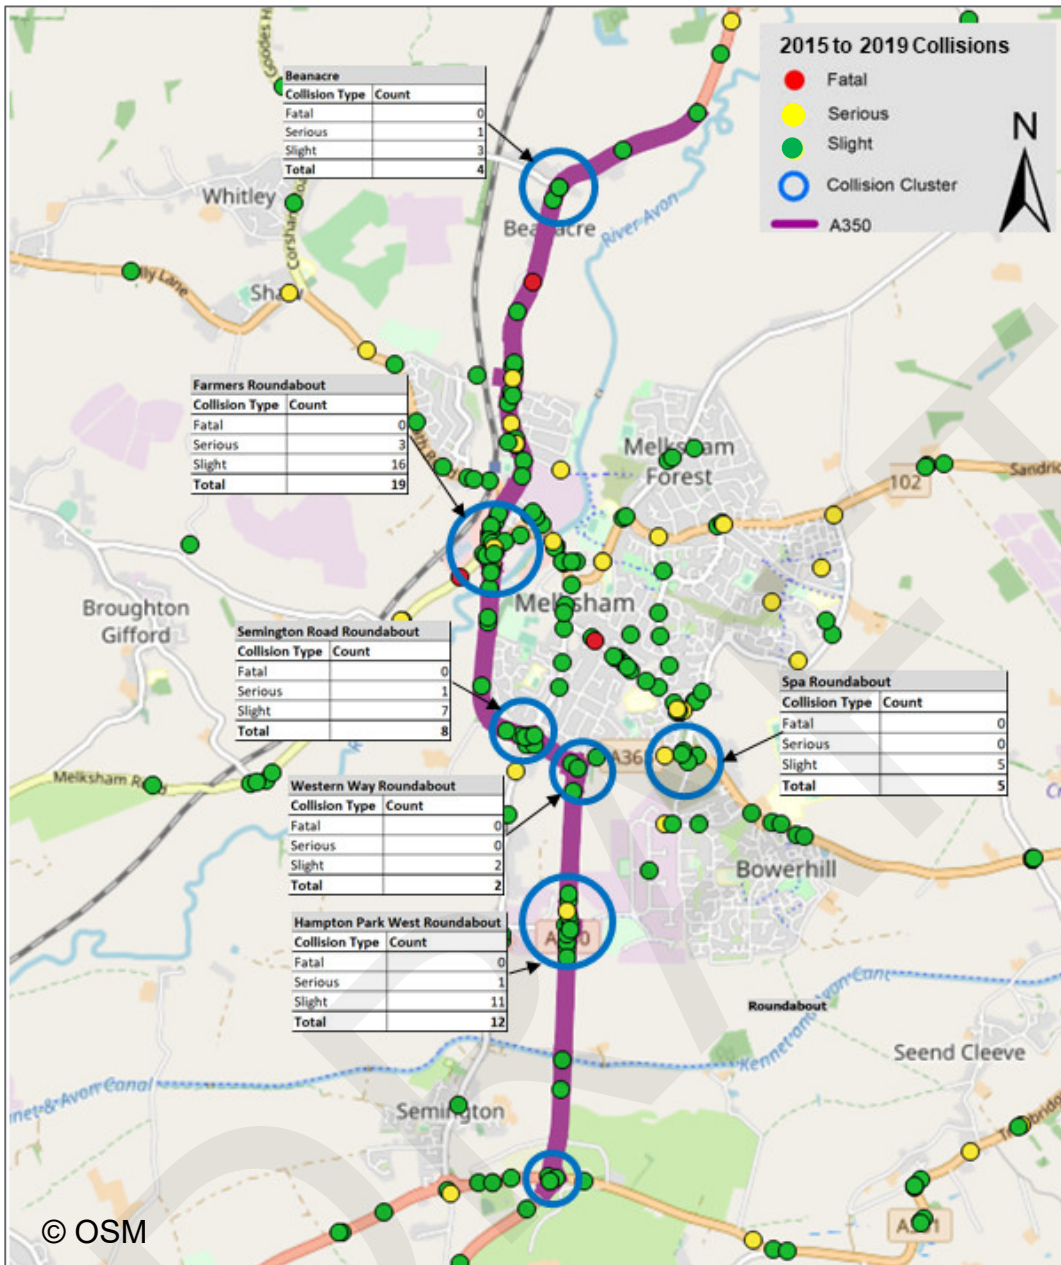 2015 to 2019 Collisions
Fatal
Serious
Slight
Collision Cluster
A350
N
Beanacre
Collision Type Count
Fatal 0
Serious 1
Slight 3
Total 4
Whitley
Beanacre
River Avon
Shaw
Farmers Roundabout
Collision Type Count
Fatal 0
Serious 3
Slight 16
Total 19
Melksham
Forest
102
Broughton
Gifford
Melksham
Semington Road Roundabout
Collision Type Count
Fatal 0
Serious 1
Slight 7
Total 8
Spa Roundabout
Collision Type Count
Fatal 0
Serious 0
Slight 5
Total 5
Western Way Roundabout
Collision Type Count
Fatal 0
Serious 0
Slight 2
Total 2
Bowerhill
Hampton Park West Roundabout
Collision Type Count
Fatal 0
Serious 1
Slight 11
Total 12
Roundabout
Kennet and Avon Canal
Seend Cleeve
Semington
© OSM
DRAFT